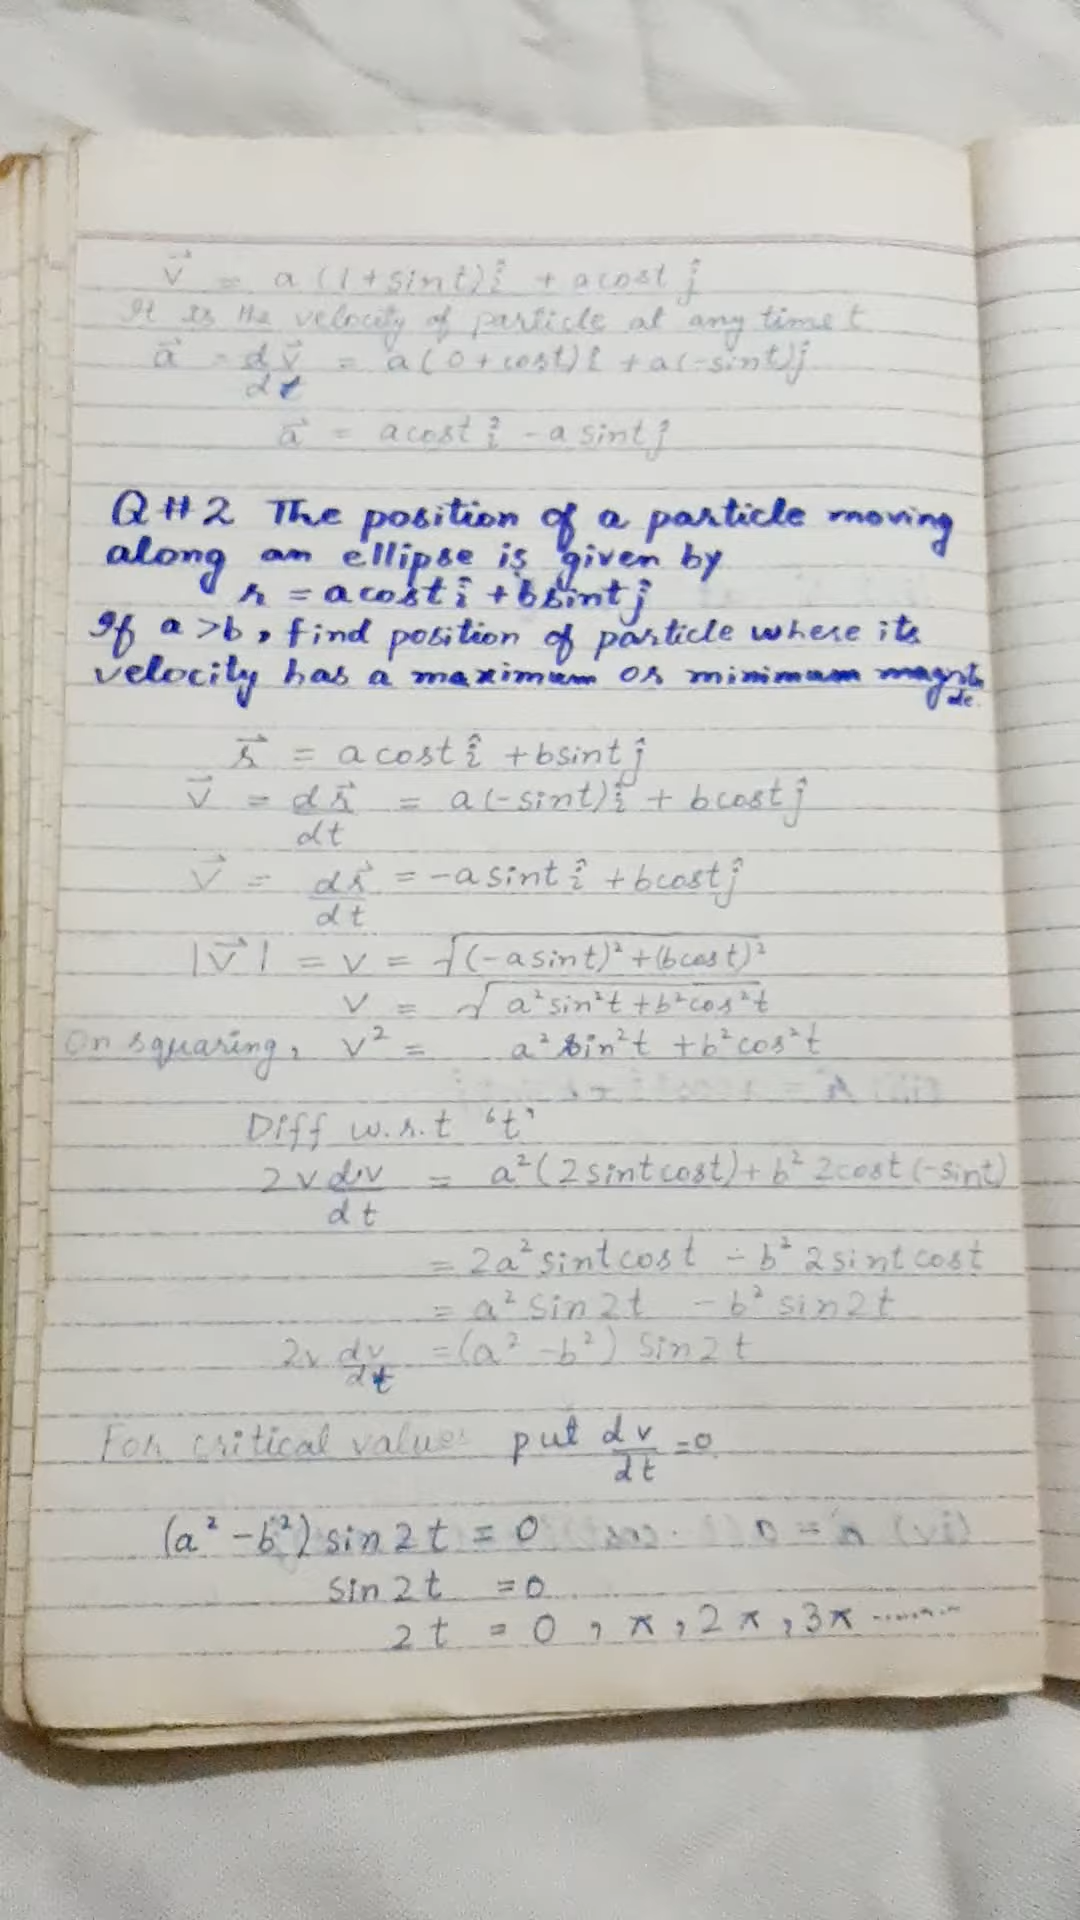 v⃗ = a(1+sint)î + acost ĵ
It is the velocity of particle at any time t
a⃗ = dv⃗/dt = a(0+cost)î + a(-sint)ĵ
a⃗ = acost î - a sint ĵ
Q#2 The position of a particle moving
along an ellipse is given by
r = acost î + bsint ĵ
If a>b, find position of particle where its
velocity has a maximum or minimum magnitude.
r⃗ = acost î + bsint ĵ
v⃗ = dr⃗/dt = a(-sint)î + bcost ĵ
v⃗ = dr⃗/dt = -asint î + bcost ĵ
|v⃗| = v = √(-asint)² + (bcost)²
v = √a²sin²t + b²cos²t
On squaring, v² = a²sin²t + b²cos²t
Diff w.r.t 't'
2v dv/dt = a²(2sintcost) + b² 2cost(-sint)
= 2a²sintcost - b² 2sintcost
= a² sin2t - b² sin2t
2v dv/dt = (a² - b²) sin2t
For critical values put dv/dt = 0
(a² - b²) sin2t = 0
sin2t = 0
2t = 0, π, 2π, 3π ........